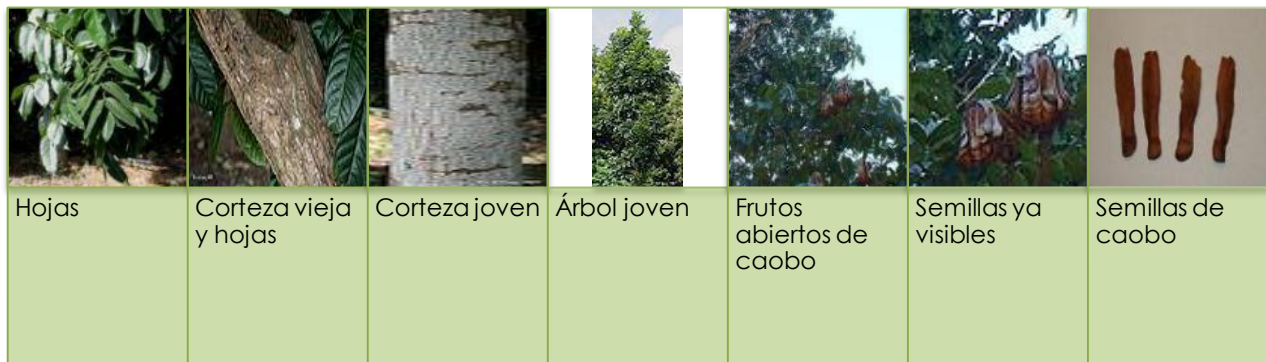 Hojas
Corteza vieja
y hojas
Corteza joven
Árbol joven
Frutos
abiertos de
caobo
Semillas ya
visibles
Semillas de
caobo